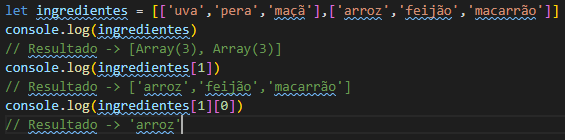 let ingredientes = [['uva','pera','maçã'],['arroz','feijão','macarrão']]
console.log(ingredientes)
// Resultado -> [Array(3), Array(3)]
console.log(ingredientes[1])
// Resultado -> ['arroz','feijão','macarrão']
console.log(ingredientes[1][0])
// Resultado -> 'arroz'